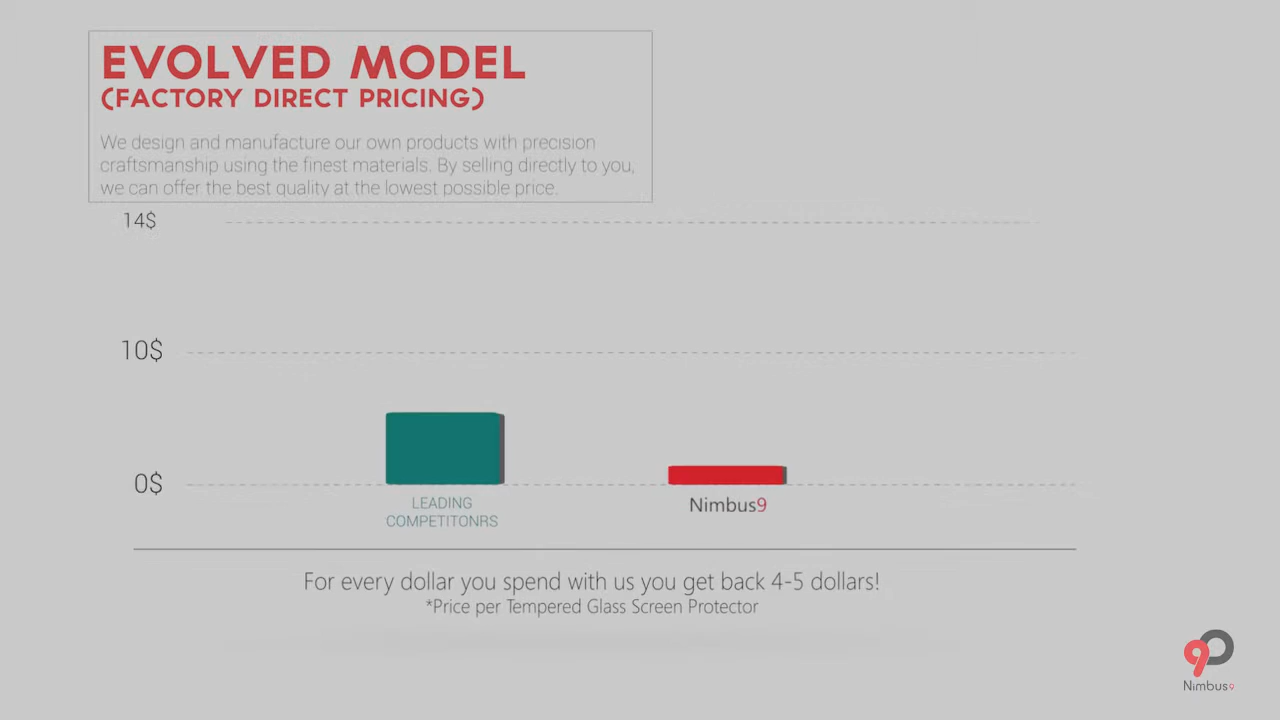 EVOLVED MODEL
(FACTORY DIRECT PRICING)
We design and manufacture our own products with precision
craftsmanship using the finest materials. By selling directly to you,
we can offer the best quality at the lowest possible price.
14$
10$
0$
LEADING
COMPETITONRS
Nimbus9
For every dollar you spend with us you get back 4-5 dollars!
*Price per Tempered Glass Screen Protector
Nimbus9